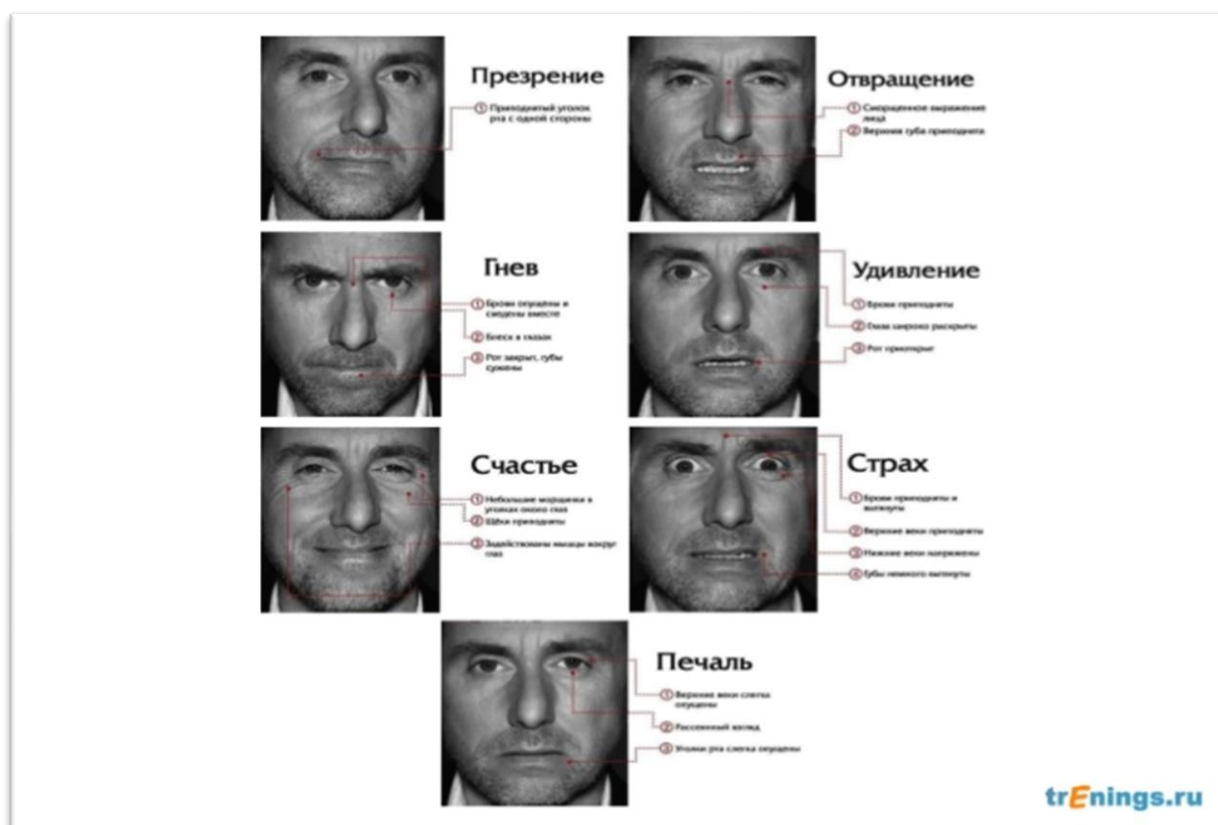 Презрение
① Приподнятый уголок
рта с одной стороны
Отвращение
① Сморщенное выражение
лица
② Верхняя губа приподнята
Гнев
① Брови опущены и
сведены вместе
② Блеск в глазах
③ Рот закрыт, губы
сужены
Удивление
① Брови приподняты
② Глаза широко раскрыты
③ Рот приоткрыт
Счастье
① Небольшие морщинки в
уголках около глаз
② Щёки приподняты
③ Задействованы мышцы вокруг
глаз
Страх
① Брови приподняты и
вытянуты
② Верхние веки приподняты
③ Нижние веки напряжены
④ Губы немного вытянуты
Печаль
① Верхние веки слегка
опущены
② Рассеянный взгляд
③ Уголки рта слегка опущены
trEnings.ru